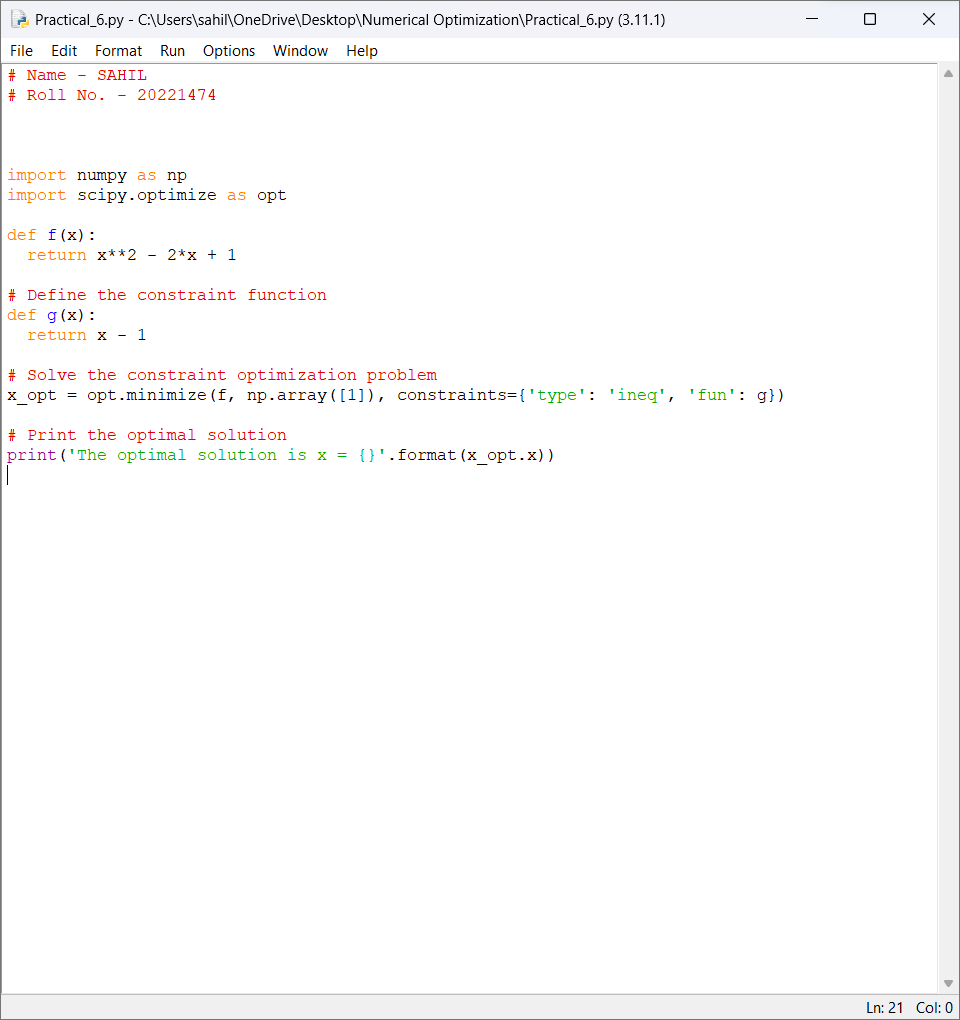 Practical_6.py - C:\Users\sahil\OneDrive\Desktop\Numerical Optimization\Practical_6.py (3.11.1)
File Edit Format Run Options Window Help
# Name - SAHIL
# Roll No. - 20221474
import numpy as np
import scipy.optimize as opt
def f(x):
  return x**2 - 2*x + 1
# Define the constraint function
def g(x):
  return x - 1
# Solve the constraint optimization problem
x_opt = opt.minimize(f, np.array([1]), constraints={'type': 'ineq', 'fun': g})
# Print the optimal solution
print('The optimal solution is x = {}'.format(x_opt.x))
Ln: 21 Col: 0